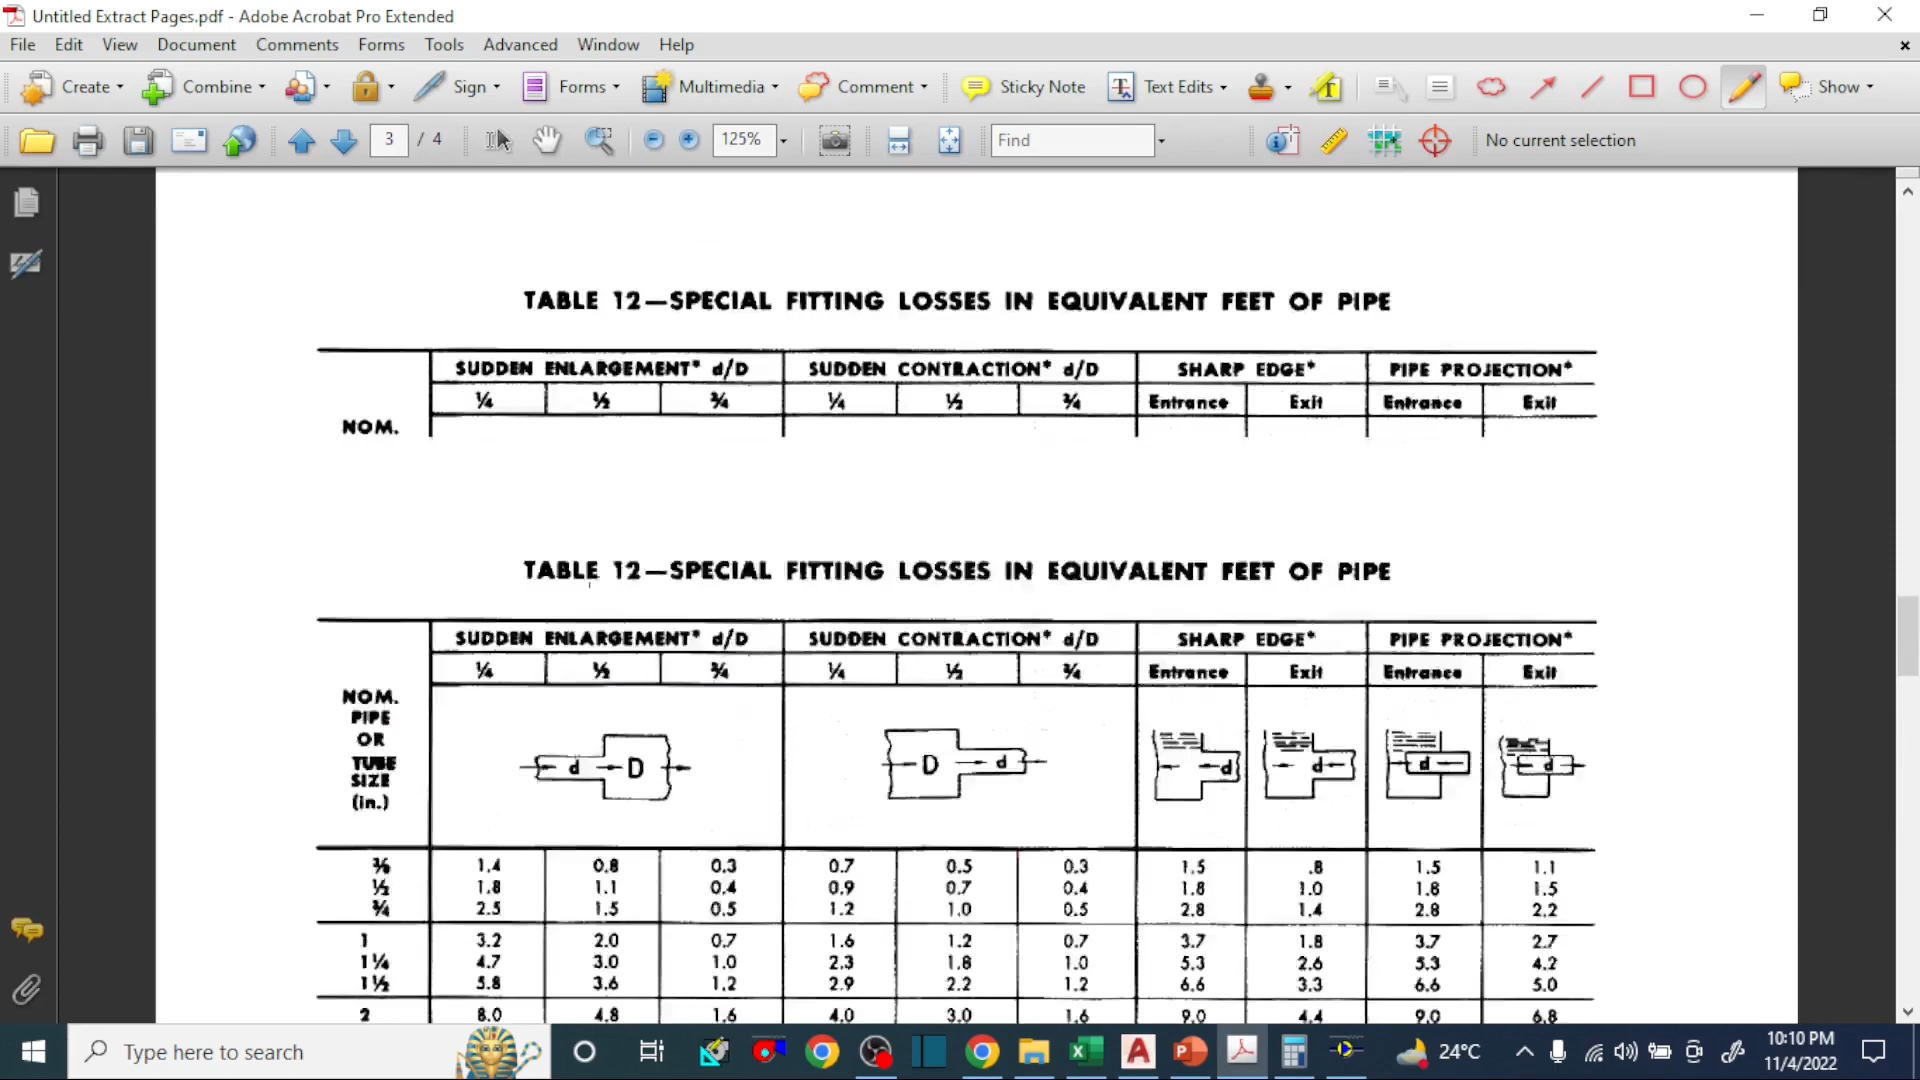 Untitled Extract Pages.pdf - Adobe Acrobat Pro Extended
File Edit View Document Comments Forms Tools Advanced Window Help
Create Combine Sign Forms Multimedia Comment Sticky Note Text Edits Show
3 / 4 125% Find No current selection
TABLE 12—SPECIAL FITTING LOSSES IN EQUIVALENT FEET OF PIPE
SUDDEN ENLARGEMENT* d/D SUDDEN CONTRACTION* d/D SHARP EDGE* PIPE PROJECTION*
¼ ½ ¾ ¼ ½ ¾ Entrance Exit Entrance Exit
NOM.
TABLE 12—SPECIAL FITTING LOSSES IN EQUIVALENT FEET OF PIPE
SUDDEN ENLARGEMENT* d/D SUDDEN CONTRACTION* d/D SHARP EDGE* PIPE PROJECTION*
¼ ½ ¾ ¼ ½ ¾ Entrance Exit Entrance Exit
NOM.
PIPE
OR
TUBE
SIZE
(in.)
d D D d d d d d
⅜ 1.4 0.8 0.3 0.7 0.5 0.3 1.5 .8 1.5 1.1
½ 1.8 1.1 0.4 0.9 0.7 0.4 1.8 1.0 1.8 1.5
¾ 2.5 1.5 0.5 1.2 1.0 0.5 2.8 1.4 2.8 2.2
1 3.2 2.0 0.7 1.6 1.2 0.7 3.7 1.8 3.7 2.7
1¼ 4.7 3.0 1.0 2.3 1.8 1.0 5.3 2.6 5.3 4.2
1½ 5.8 3.6 1.2 2.9 2.2 1.2 6.6 3.3 6.6 5.0
2 8.0 4.8 1.6 4.0 3.0 1.6 9.0 4.4 9.0 6.8
Type here to search 24°C 10:10 PM
11/4/2022